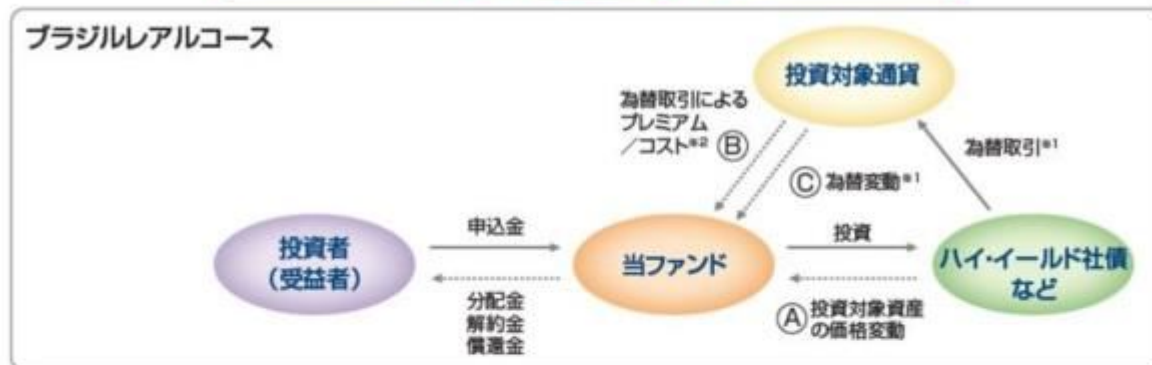 ブラジルレアルコース
投資対象通貨
為替取引による
プレミアム
/コスト※2 Ⓑ
為替取引※1
Ⓒ 為替変動※1
投資者
(受益者)
申込金
分配金
解約金
償還金
当ファンド
投資
Ⓐ 投資対象資産
の価格変動
ハイ・イールド社債
など